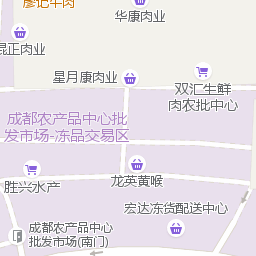 廖记牛肉
华康肉业
昆正肉业
星月康肉业
双汇生鲜
肉农批中心
成都农产品中心批
发市场-冻品交易区
胜兴水产
龙英黄喉
宏达冻货配送中心
成都农产品中心
批发市场(南门)